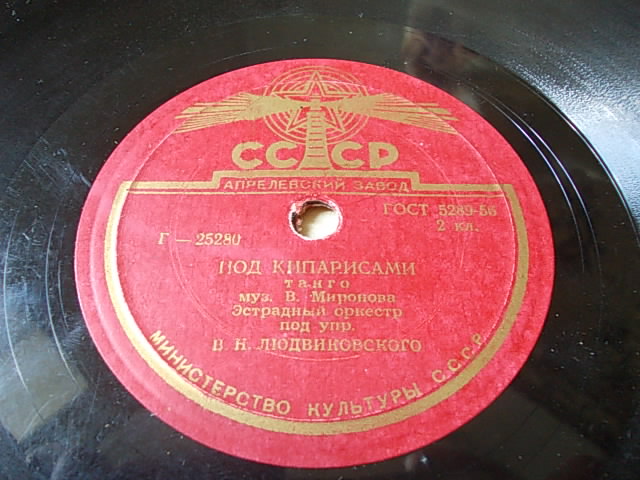 СССР
АПРЕЛЕВСКИЙ ЗАВОД
ГОСТ 5289-56
2 кл.
Г — 25280
ПОД КИПАРИСАМИ
танго
муз. В. Миронова
Эстрадный оркестр
под упр.
В Н. ЛЮДВИКОВСКОГО
МИНИСТЕРСТВО КУЛЬТУРЫ С.С.С.Р.